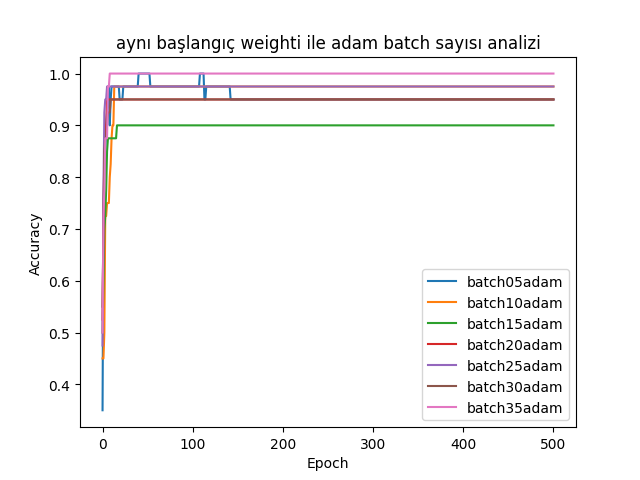 aynı başlangıç weighti ile adam batch sayısı analizi
1.0
0.9
0.8
0.7
0.6
0.5
0.4
Accuracy
batch05adam
batch10adam
batch15adam
batch20adam
batch25adam
batch30adam
batch35adam
0 100 200 300 400 500
Epoch